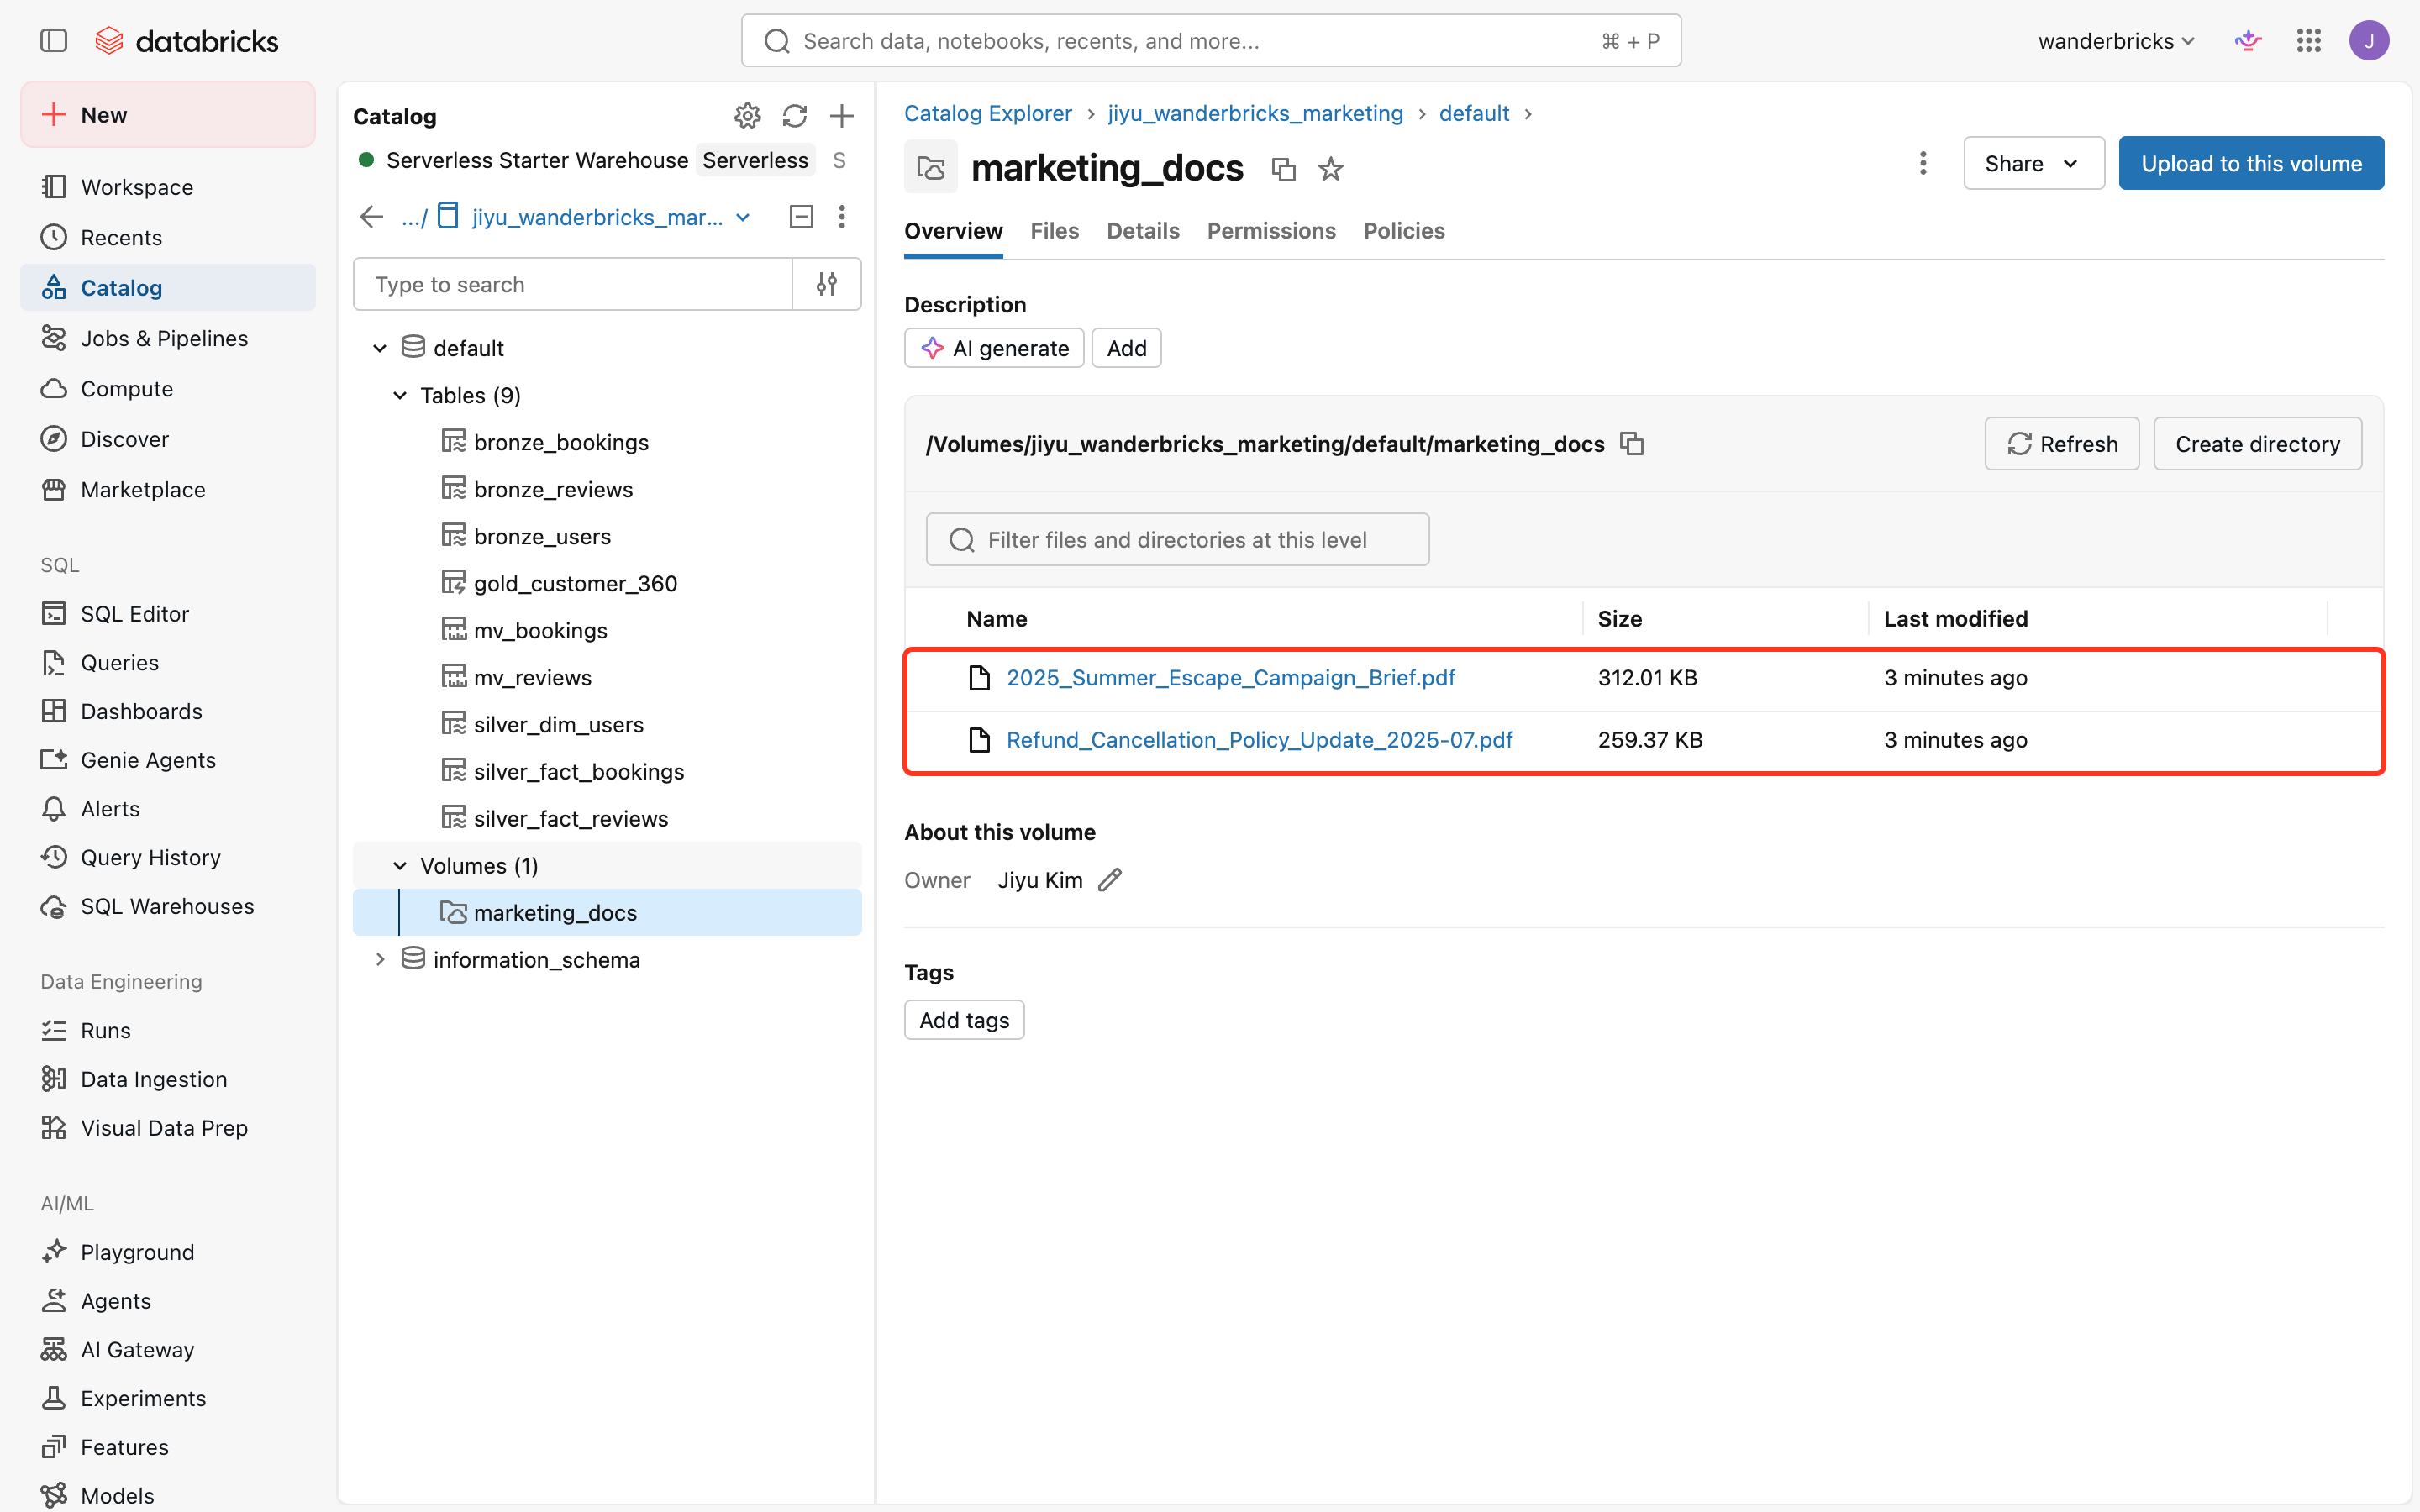 databricks
Search data, notebooks, recents, and more...
⌘ + P
wanderbricks
J
New
Workspace
Recents
Catalog
Jobs & Pipelines
Compute
Discover
Marketplace
SQL
SQL Editor
Queries
Dashboards
Genie Agents
Alerts
Query History
SQL Warehouses
Data Engineering
Runs
Data Ingestion
Visual Data Prep
AI/ML
Playground
Agents
AI Gateway
Experiments
Features
Models
Catalog
Serverless Starter Warehouse Serverless S
.../ jiyu_wanderbricks_mar...
Type to search
default
Tables (9)
bronze_bookings
bronze_reviews
bronze_users
gold_customer_360
mv_bookings
mv_reviews
silver_dim_users
silver_fact_bookings
silver_fact_reviews
Volumes (1)
marketing_docs
information_schema
Catalog Explorer › jiyu_wanderbricks_marketing › default ›
marketing_docs
Share
Upload to this volume
Overview Files Details Permissions Policies
Description
AI generate Add
/Volumes/jiyu_wanderbricks_marketing/default/marketing_docs
Refresh
Create directory
Filter files and directories at this level
Name Size Last modified
2025_Summer_Escape_Campaign_Brief.pdf 312.01 KB 3 minutes ago
Refund_Cancellation_Policy_Update_2025-07.pdf 259.37 KB 3 minutes ago
About this volume
Owner Jiyu Kim
Tags
Add tags